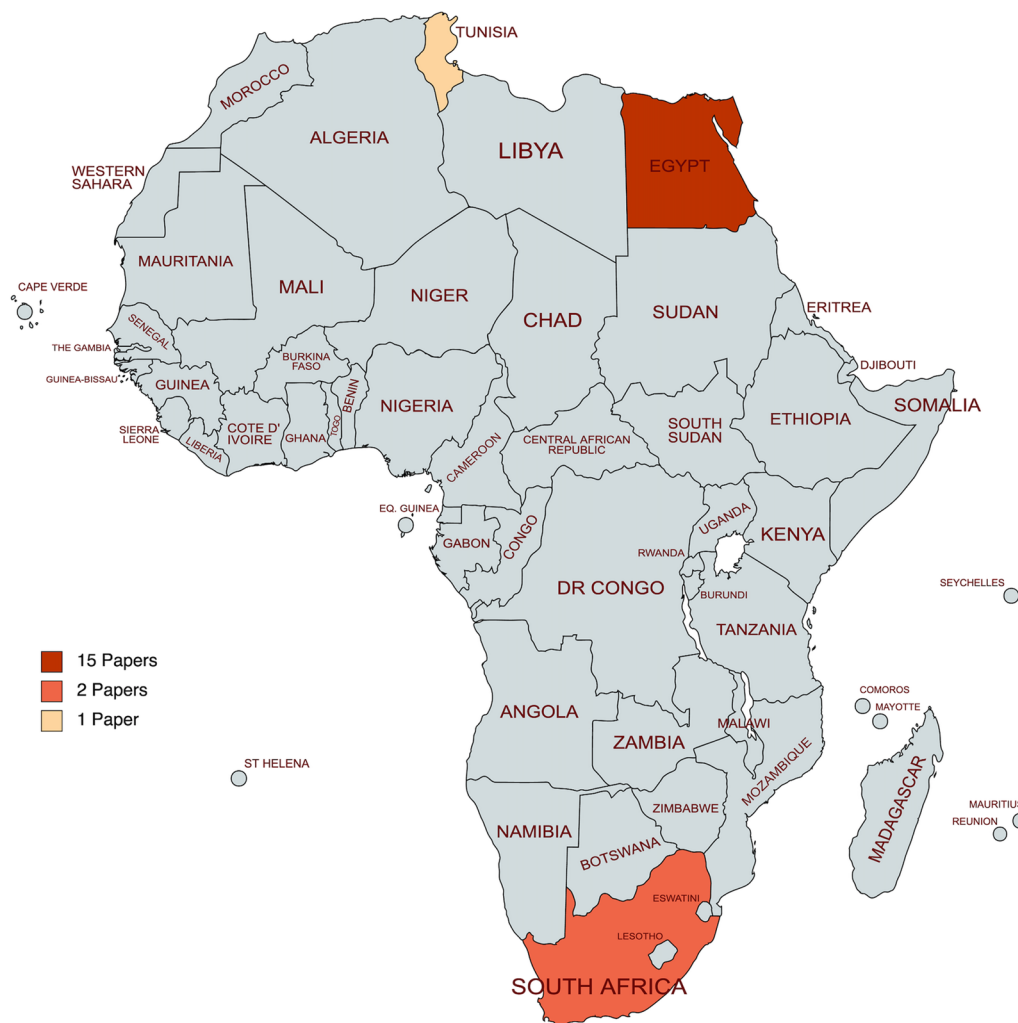 TUNISIA
MOROCCO
ALGERIA
LIBYA
EGYPT
WESTERN
SAHARA
MAURITANIA
MALI
NIGER
CHAD
SUDAN
ERITREA
CAPE VERDE
SENEGAL
THE GAMBIA
GUINEA-BISSAU
GUINEA
BURKINA
FASO
BENIN
TOGO
NIGERIA
DJIBOUTI
SOMALIA
ETHIOPIA
SOUTH
SUDAN
SIERRA
LEONE
LIBERIA
COTE D'
IVOIRE
GHANA
CAMEROON
CENTRAL AFRICAN
REPUBLIC
EQ. GUINEA
GABON
CONGO
UGANDA
KENYA
RWANDA
DR CONGO
BURUNDI
SEYCHELLES
TANZANIA
15 Papers
2 Papers
1 Paper
ANGOLA
ZAMBIA
MALAWI
COMOROS
MAYOTTE
ST HELENA
MOZAMBIQUE
MADAGASCAR
MAURITIUS
REUNION
NAMIBIA
ZIMBABWE
BOTSWANA
ESWATINI
LESOTHO
SOUTH AFRICA